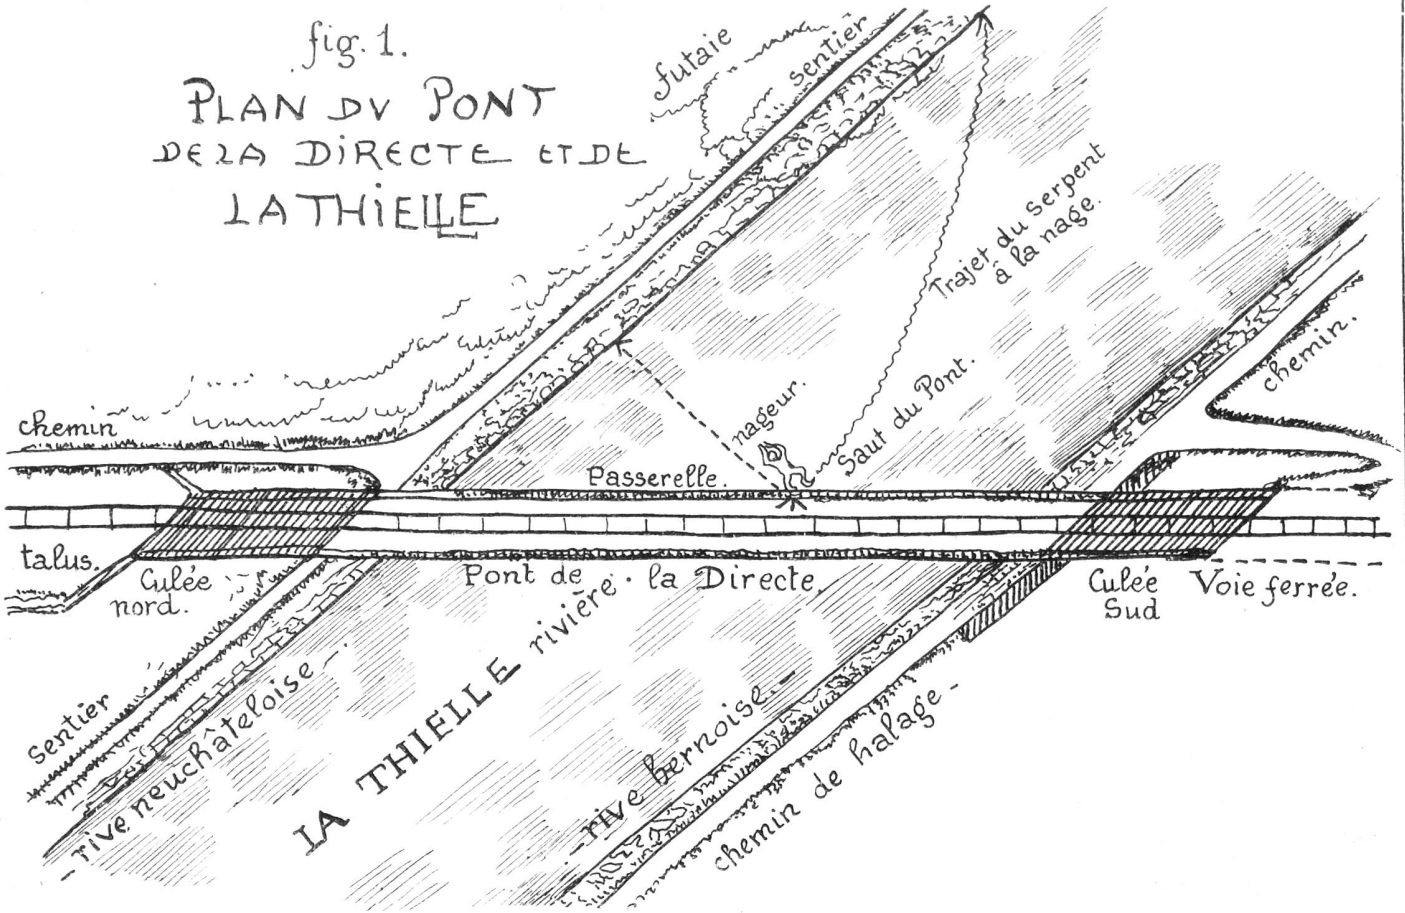 fig. 1.
PLAN DV PONT
DE LA DIRECTE ET DE
LA THIELLE
futaie
sentier
Trajet du serpent
à la nage.
chemin.
chemin
nageur.
Saut du Pont.
Passerelle.
talus.
Culée
nord.
Pont de la Directe.
Culée
Sud
Voie ferrée.
sentier
- rive neuchâteloise -
LA THIELLE rivière
- rive bernoise. -
chemin de halage -